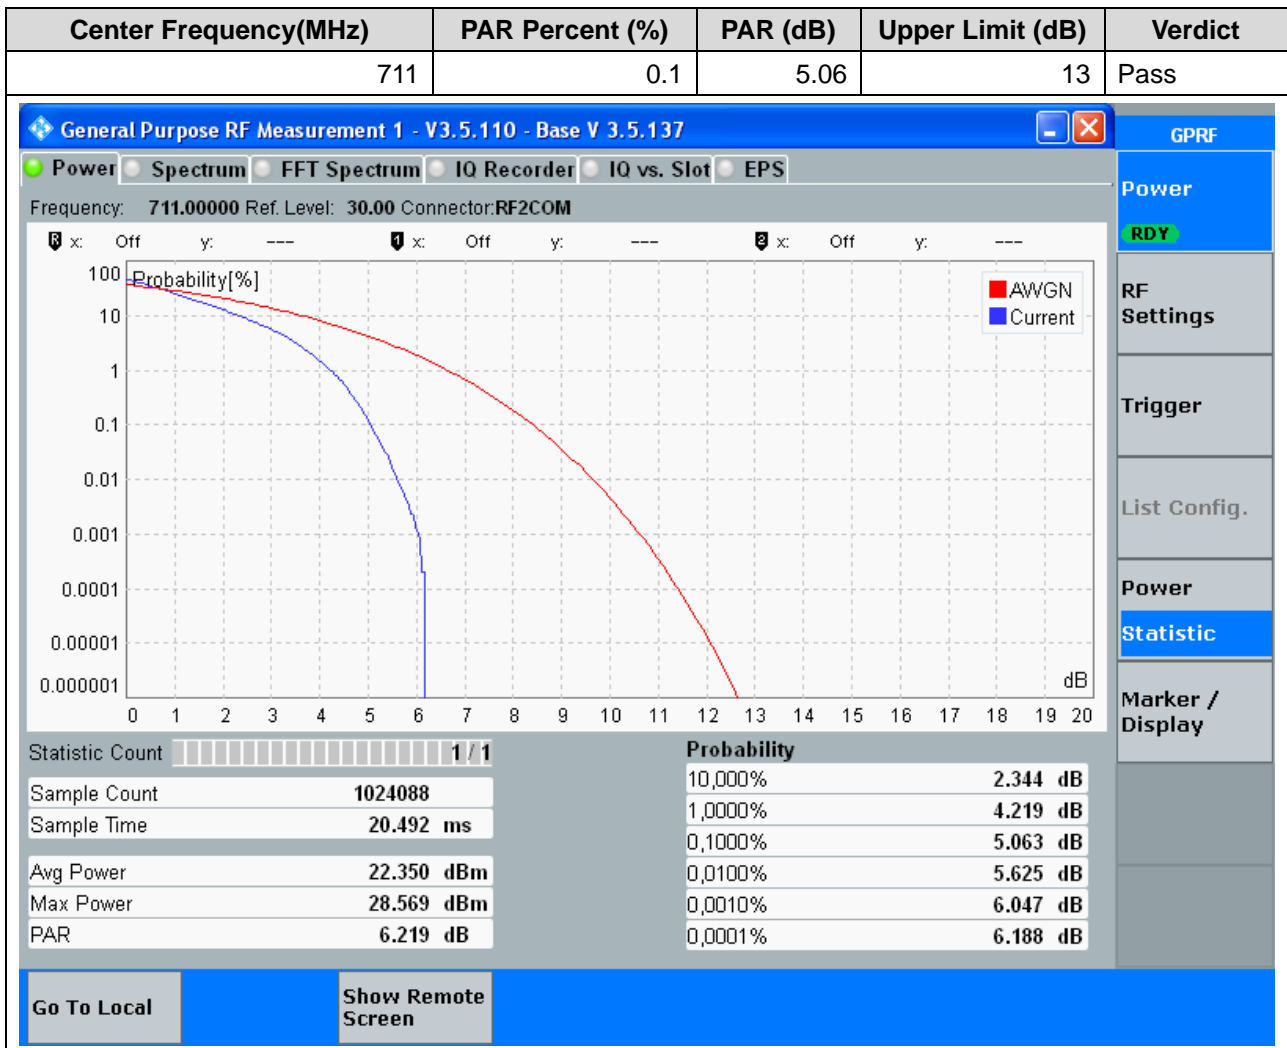 Center Frequency(MHz) PAR Percent (%) PAR (dB) Upper Limit (dB) Verdict
711 0.1 5.06 13 Pass
General Purpose RF Measurement 1 - V3.5.110 - Base V 3.5.137
GPRF
Power Spectrum FFT Spectrum IQ Recorder IQ vs. Slot EPS
Power
RDY
Frequency: 711.00000 Ref. Level: 30.00 Connector:RF2COM
R x: Off y: --- 1 x: Off y: --- 2 x: Off y: ---
Probability[%]
AWGN
Current
100
10
1
0.1
0.01
0.001
0.0001
0.00001
0.000001
dB
0 1 2 3 4 5 6 7 8 9 10 11 12 13 14 15 16 17 18 19 20
RF
Settings
Trigger
List Config.
Power
Statistic
Marker /
Display
Statistic Count 1 / 1
Sample Count 1024088
Sample Time 20.492 ms
Avg Power 22.350 dBm
Max Power 28.569 dBm
PAR 6.219 dB
Probability
10,000% 2.344 dB
1,0000% 4.219 dB
0,1000% 5.063 dB
0,0100% 5.625 dB
0,0010% 6.047 dB
0,0001% 6.188 dB
Go To Local
Show Remote
Screen